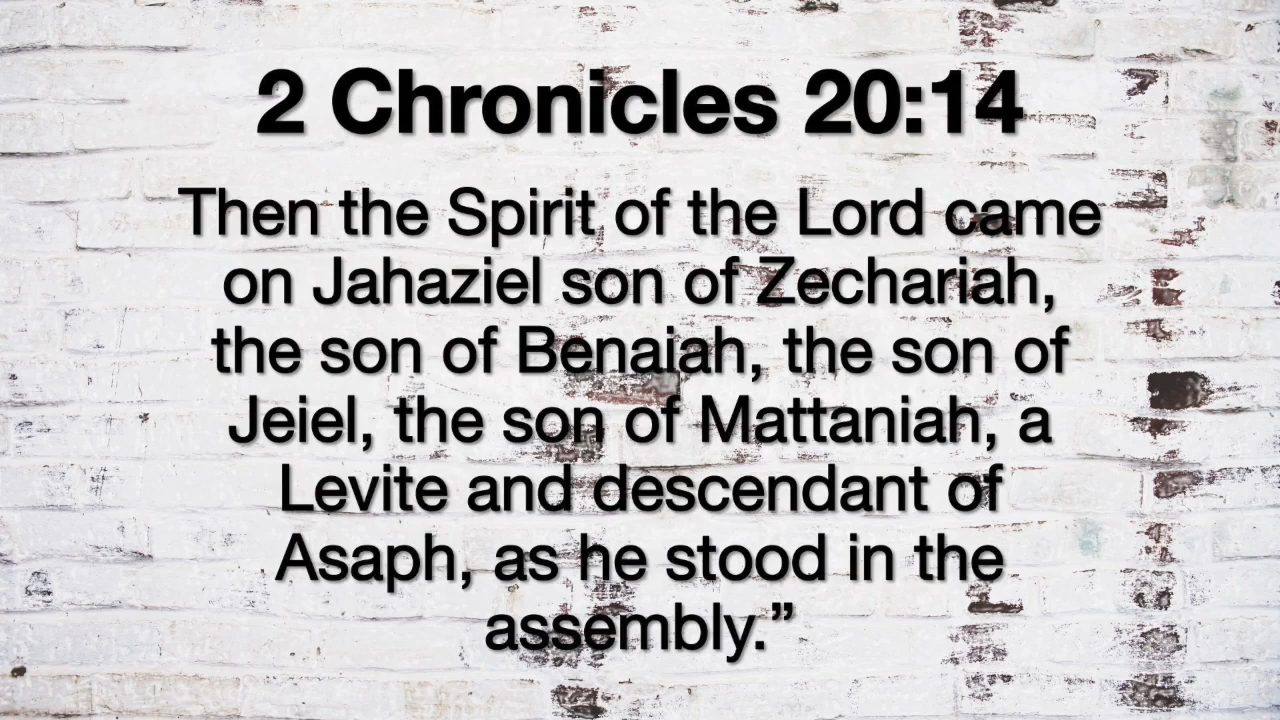 2 Chronicles 20:14
Then the Spirit of the Lord came
on Jahaziel son of Zechariah,
the son of Benaiah, the son of
Jeiel, the son of Mattaniah, a
Levite and descendant of
Asaph, as he stood in the
assembly.”